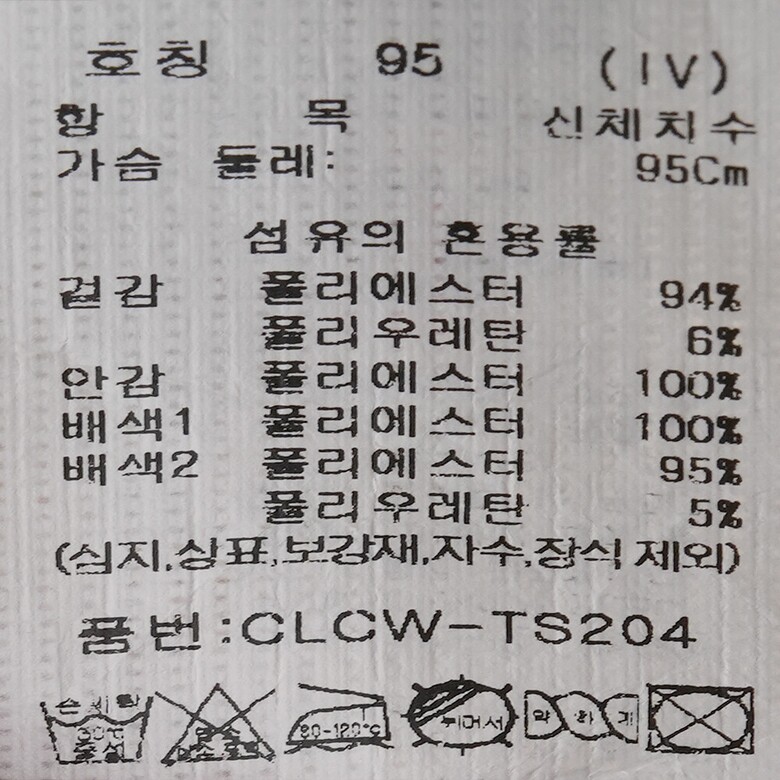 호칭 95 (IV)
항 목 신체치수
가슴 둘레: 95Cm
섬유의 혼용률
겉감 폴리에스터 94%
폴리우레탄 6%
안감 폴리에스터 100%
배색1 폴리에스터 100%
배색2 폴리에스터 95%
폴리우레탄 5%
(심지,상표,보강재,자수,장식 제외)
품번:CLCW-TS204
손세탁 30℃ 중성
80-120℃ 뉘어서 약하게